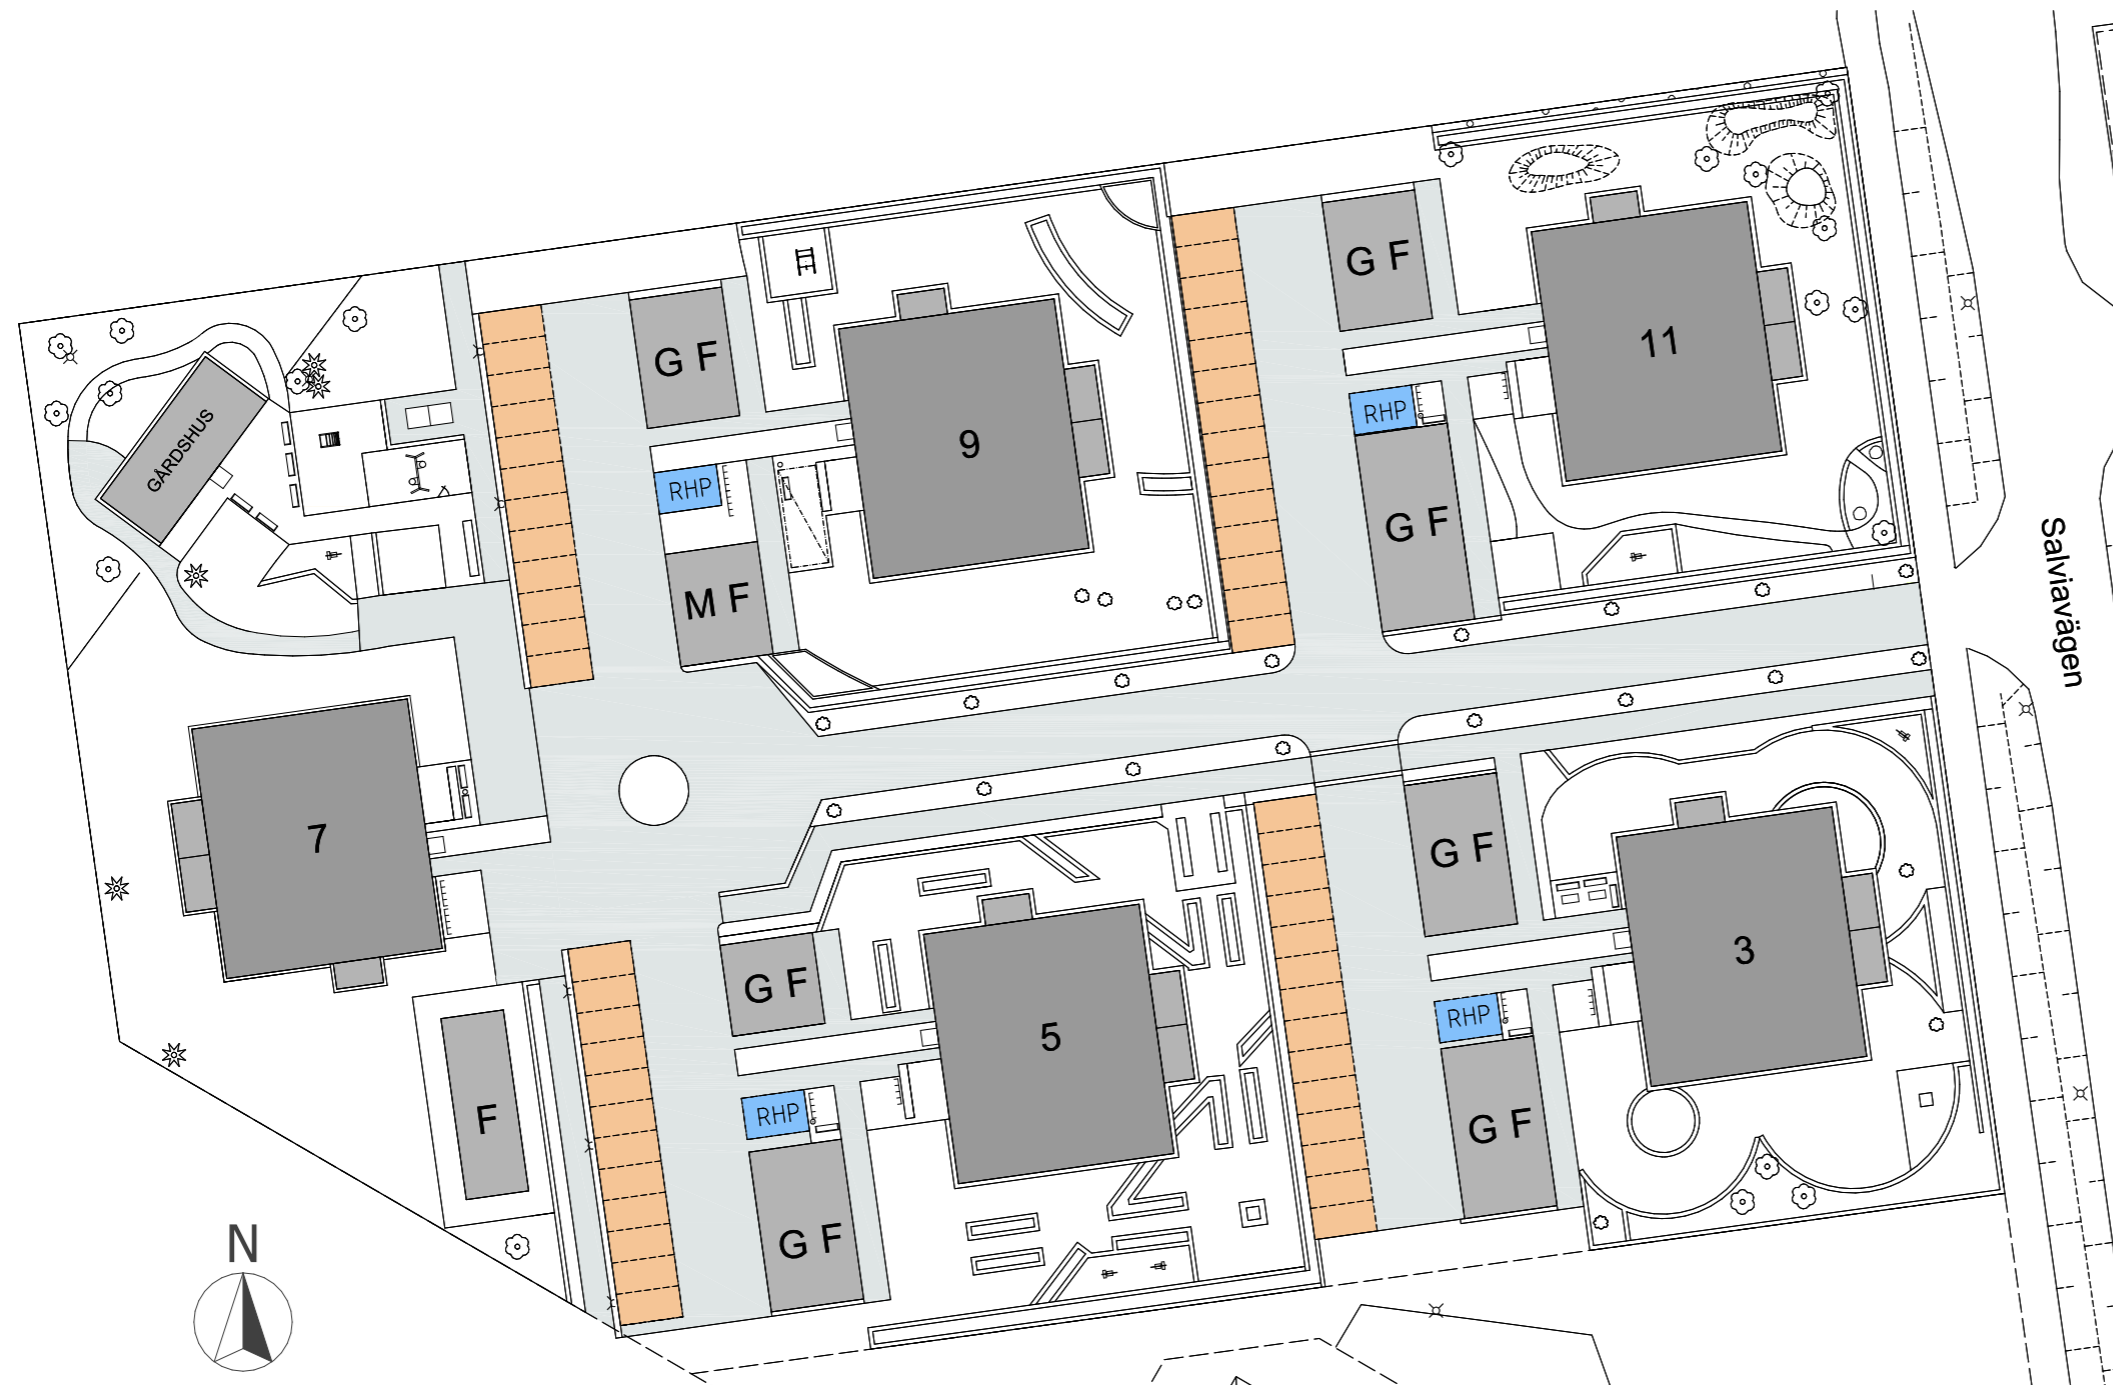 G F
11
G F
9
RHP
G F
GÅRDSHUS
RHP
M F
Salviavägen
7
G F
3
G F
5
RHP
RHP
F
G F
G F
N